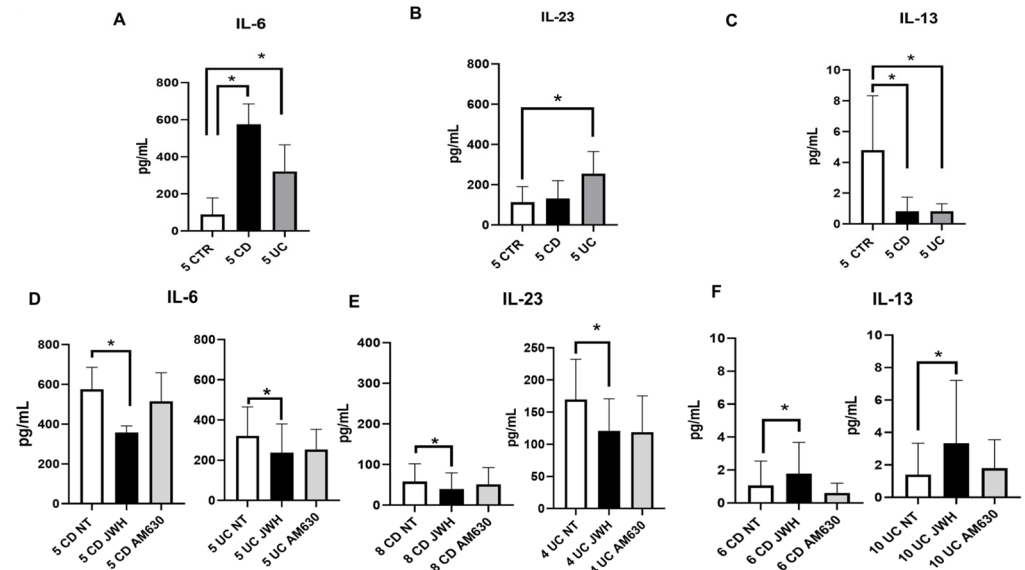 A IL-6
pg/mL
800
600
400
200
0
*
*
5 CTR
5 CD
5 UC
B IL-23
pg/mL
800
600
400
200
0
*
5 CTR
5 CD
5 UC
C IL-13
pg/mL
10
8
6
4
2
0
*
*
5 CTR
5 CD
5 UC
D IL-6
pg/mL
800
600
400
200
0
*
5 CD NT
5 CD JWH
5 CD AM630
800
600
400
200
0
*
5 UC NT
5 UC JWH
5 UC AM630
E IL-23
pg/mL
400
300
200
100
0
*
8 CD NT
8 CD JWH
8 CD AM630
pg/mL
250
200
150
100
50
0
*
4 UC NT
4 UC JWH
4 UC AM630
F IL-13
pg/mL
10
8
6
4
2
0
*
6 CD NT
6 CD JWH
6 CD AM630
pg/mL
10
8
6
4
2
0
*
10 UC NT
10 UC JWH
10 UC AM630